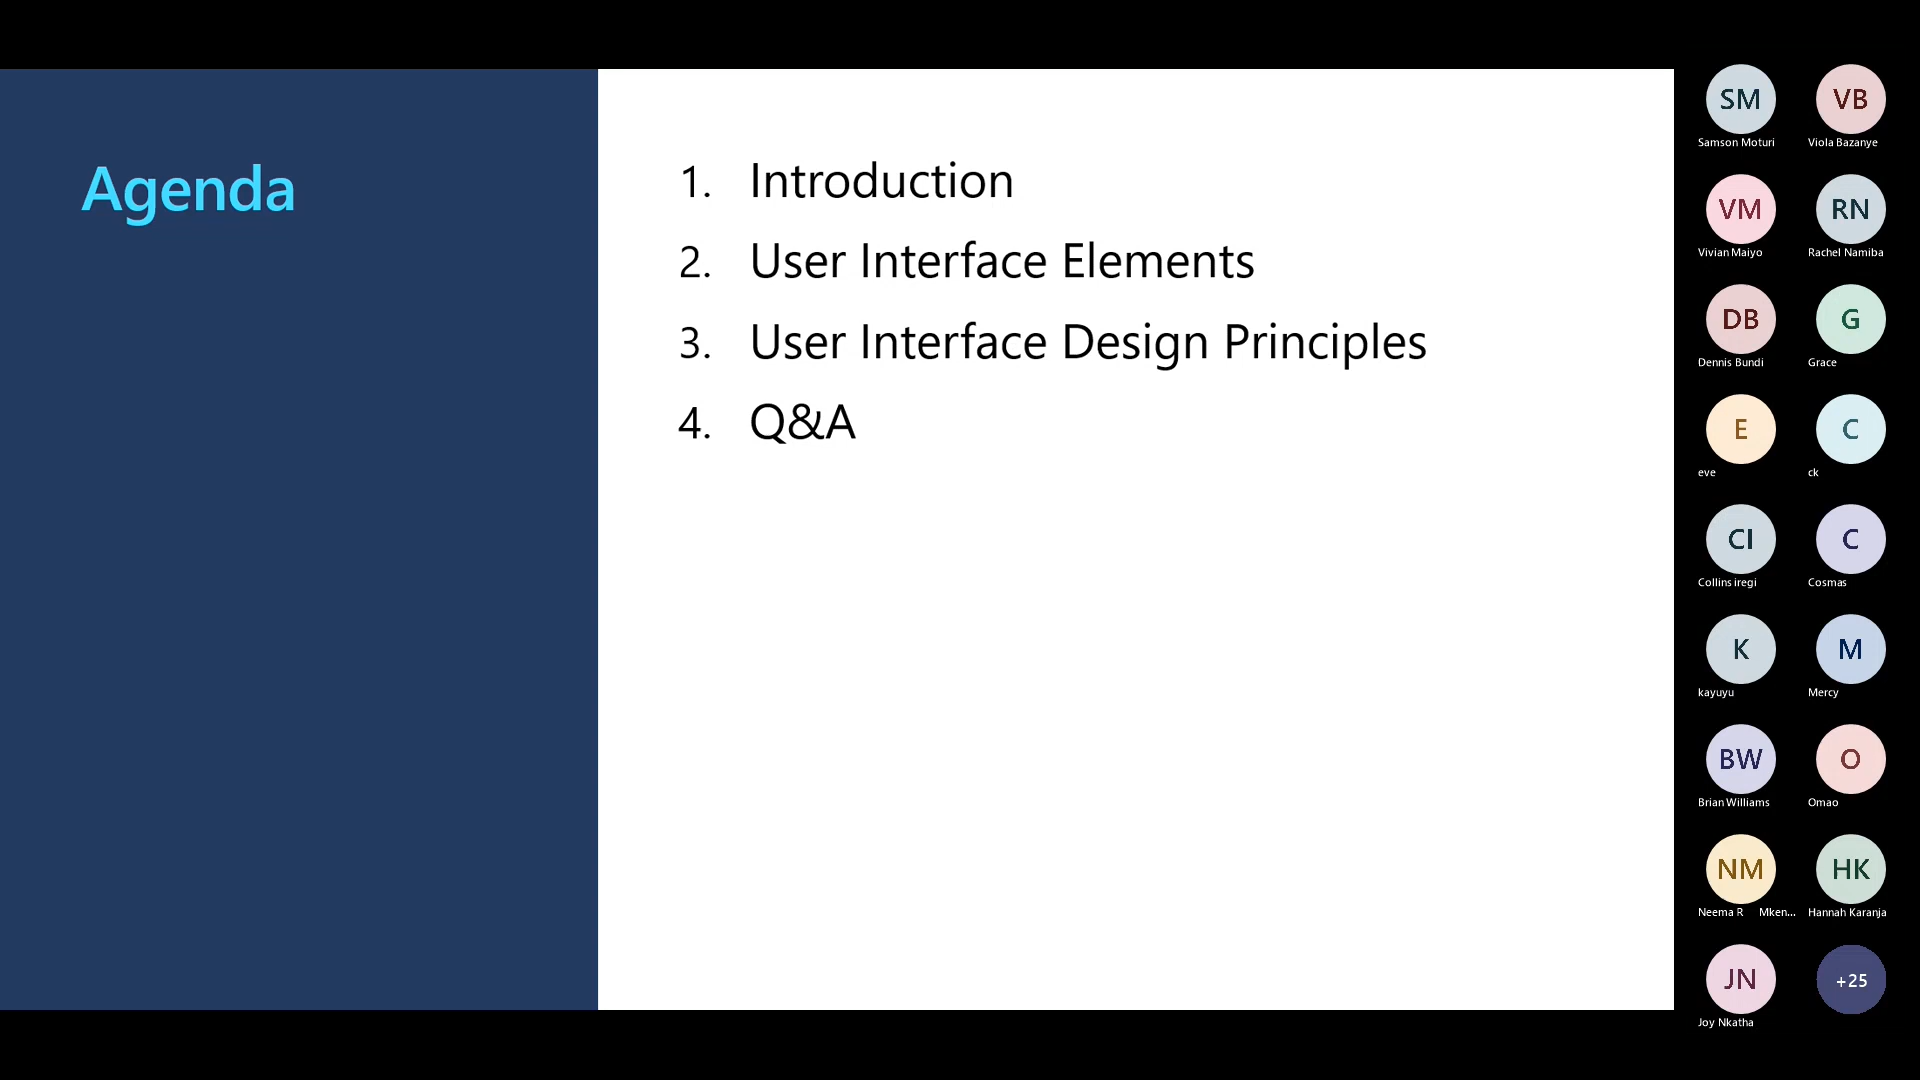 Agenda
1. Introduction
2. User Interface Elements
3. User Interface Design Principles
4. Q&A
SM VB
Samson Moturi Viola Bazanye
VM RN
Vivian Maiyo Rachel Namiba
DB G
Dennis Bundi Grace
E C
eve ck
CI C
Collins iregi Cosmas
K M
kayuyu Mercy
BW O
Brian Williams Omao
NM HK
Neema R Mken... Hannah Karanja
JN +25
Joy Nkatha